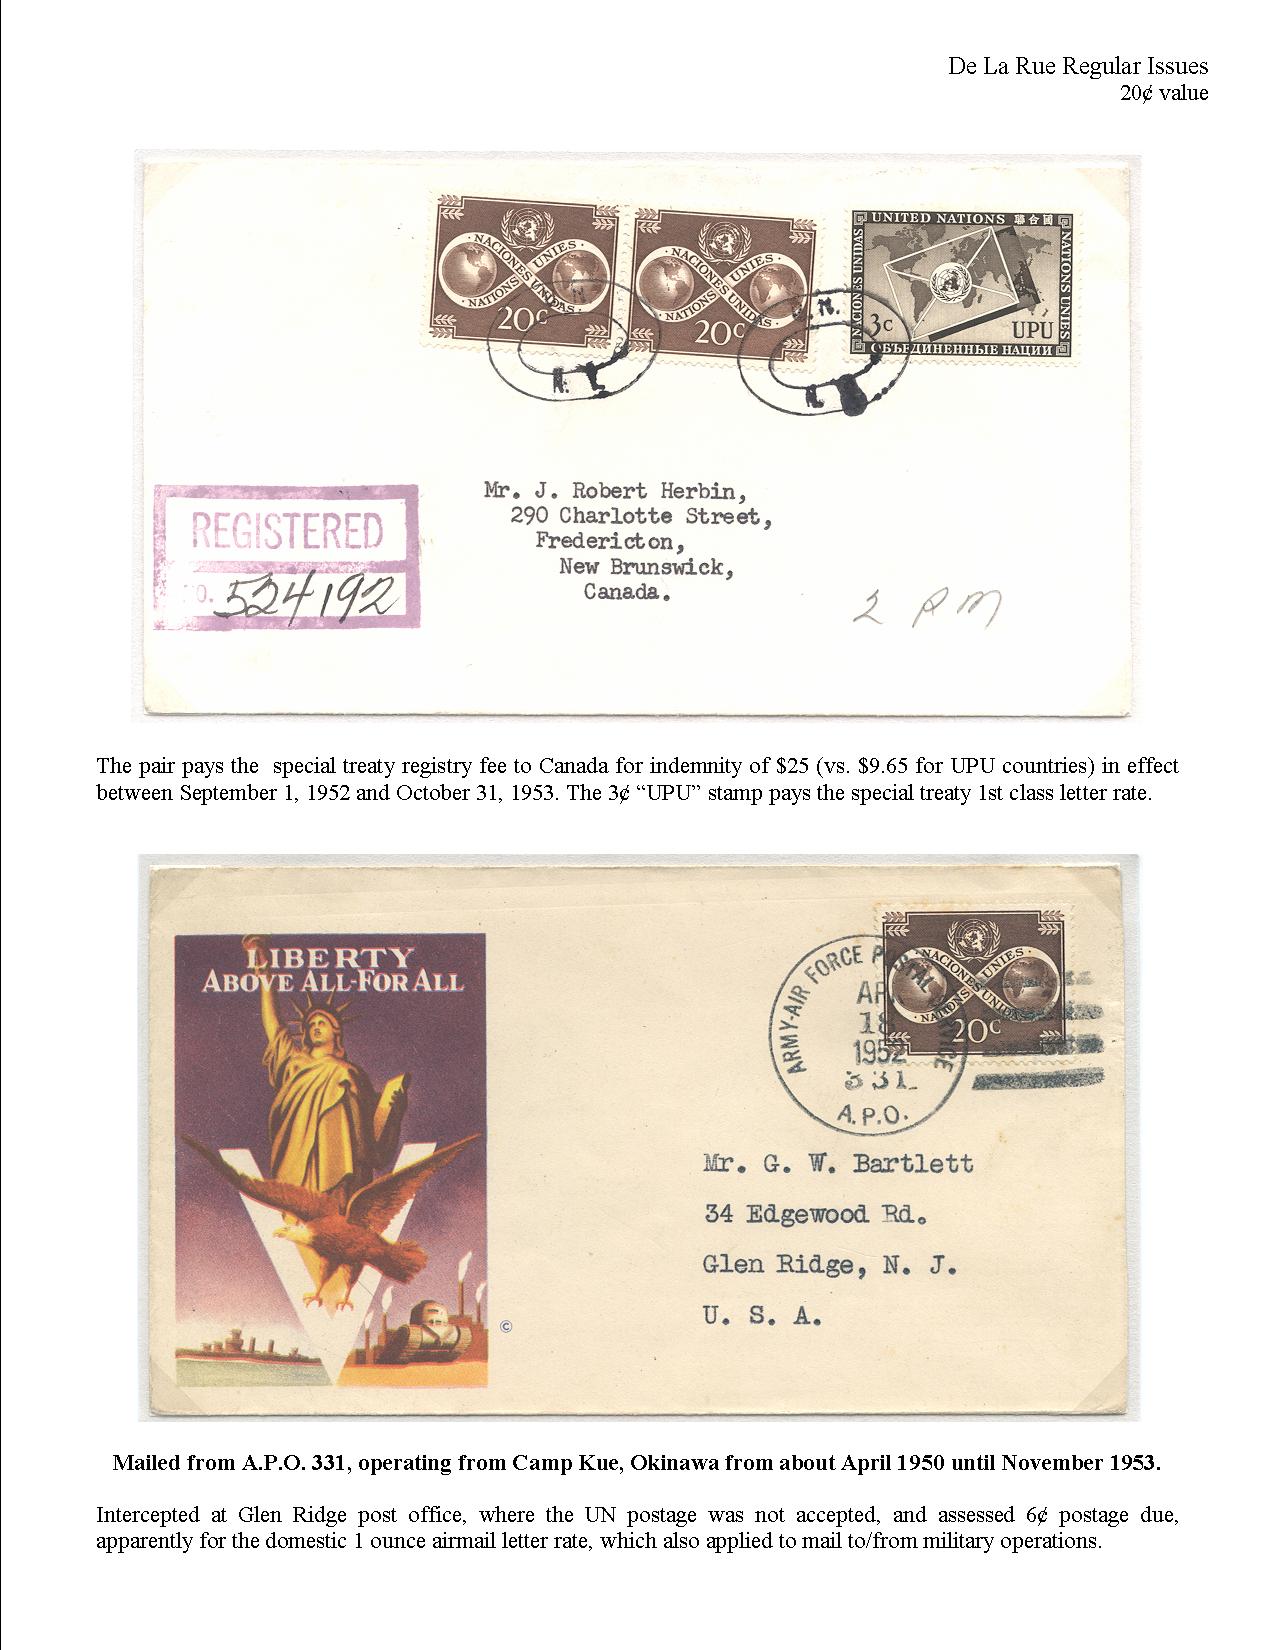 De La Rue Regular Issues
20¢ value
NACIONES UNIES
NATIONS UNIDAS
20c
NACIONES UNIES
NATIONS UNIDAS
20c
UNITED NATIONS 聯合國
NACIONES UNIDAS
NATIONS UNIES
3c
UPU
ОБЪЕДИНЕННЫЕ НАЦИИ
N.
U.N.
N.
REGISTERED
524192
Mr. J. Robert Herbin,
290 Charlotte Street,
Fredericton,
New Brunswick,
Canada.
2 PM
The pair pays the special treaty registry fee to Canada for indemnity of $25 (vs. $9.65 for UPU countries) in effect
between September 1, 1952 and October 31, 1953. The 3¢ “UPU” stamp pays the special treaty 1st class letter rate.
LIBERTY
ABOVE ALL-FOR ALL
©
ARMY-AIR FORCE POSTAL SERVICE
AP
18
1952
331
A.P.O.
NACIONES UNIES
NATIONS UNIDAS
20c
Mr. G. W. Bartlett
34 Edgewood Rd.
Glen Ridge, N. J.
U. S. A.
Mailed from A.P.O. 331, operating from Camp Kue, Okinawa from about April 1950 until November 1953.
Intercepted at Glen Ridge post office, where the UN postage was not accepted, and assessed 6¢ postage due,
apparently for the domestic 1 ounce airmail letter rate, which also applied to mail to/from military operations.